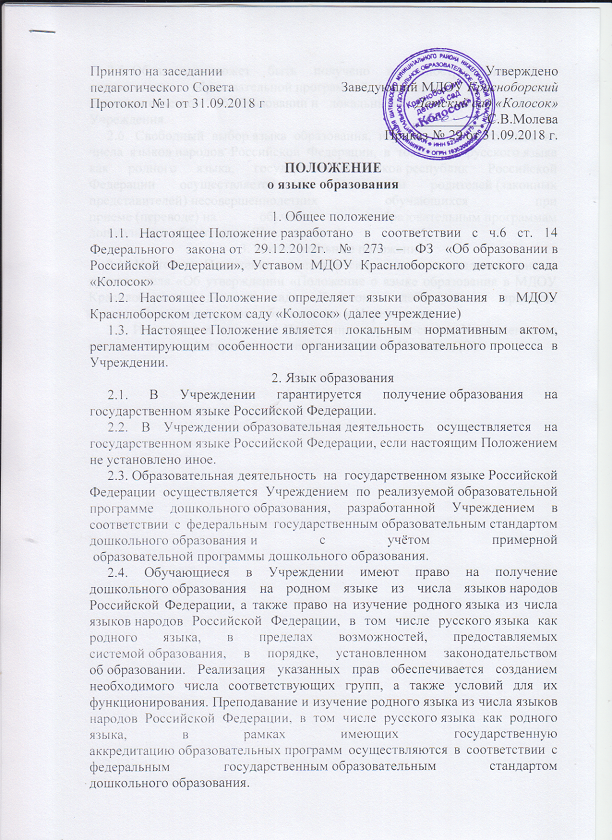 Принято на заседании Утверждено
педагогического Совета Заведующий МДОУ Красноборский
Протокол №1 от 31.09.2018 г детский сад «Колосок»
С.В.Молева
Приказ № 29 от 31.09.2018 г.
Красноборский
детский сад
"Колосок"
ПОЛОЖЕНИЕ
о языке образования
1. Общее положение
1.1. Настоящее Положение разработано в соответствии с ч.6 ст. 14
Федерального закона от 29.12.2012г. № 273 – ФЗ «Об образовании в
Российской Федерации», Уставом МДОУ Краснлоборского детского сада
«Колосок»
1.2. Настоящее Положение определяет языки образования в МДОУ
Краснлоборском детском саду «Колосок» (далее учреждение)
1.3. Настоящее Положение является локальным нормативным актом,
регламентирующим особенности организации образовательного процесса в
Учреждении.
2. Язык образования
2.1. В Учреждении гарантируется получение образования на
государственном языке Российской Федерации.
2.2. В Учреждении образовательная деятельность осуществляется на
государственном языке Российской Федерации, если настоящим Положением
не установлено иное.
2.3. Образовательная деятельность на государственном языке Российской
Федерации осуществляется Учреждением по реализуемой образовательной
программе дошкольного образования, разработанной Учреждением в
соответствии с федеральным государственным образовательным стандартом
дошкольного образования и с учётом примерной
образовательной программы дошкольного образования.
2.4. Обучающиеся в Учреждении имеют право на получение
дошкольного образования на родном языке из числа языков народов
Российской Федерации, а также право на изучение родного языка из числа
языков народов Российской Федерации, в том числе русского языка как
родного языка, в пределах возможностей, предоставляемых
системой образования, в порядке, установленном законодательством
об образовании. Реализация указанных прав обеспечивается созданием
необходимого числа соответствующих групп, а также условий для их
функционирования. Преподавание и изучение родного языка из числа языков
народов Российской Федерации, в том числе русского языка как родного
языка, в рамках имеющих государственную
аккредитацию образовательных программ осуществляются в соответствии с
федеральным государственным образовательным стандартом
дошкольного образования.